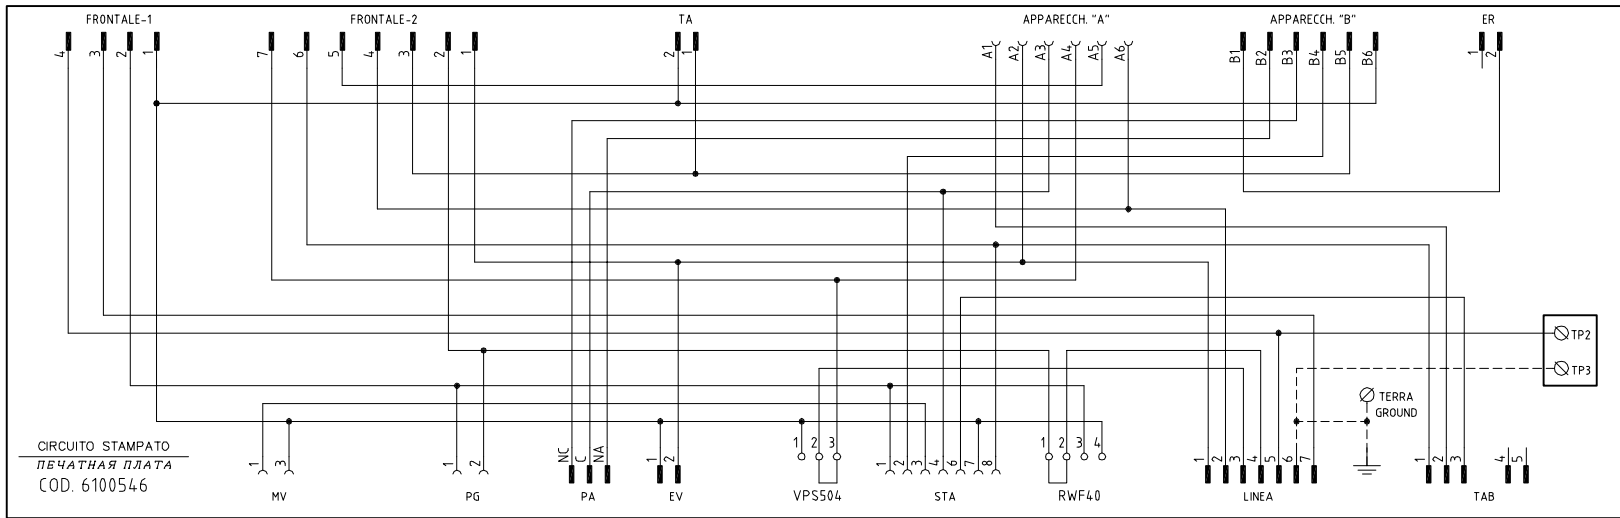 FRONTALE-1 FRONTALE-2 TA APPARECCH. "A" APPARECCH. "B" ER
4 3 2 1 7 6 5 4 3 2 1 2 1 A1 A2 A3 A4 A5 A6 B1 B2 B3 B4 B5 B6 1 2
TP2
TP3
TERRA
GROUND
CIRCUITO STAMPATO
ПЕЧАТНАЯ ПЛАТА
COD. 6100546
1 3 1 2 NC C NA 1 2 1 2 3 1 2 3 4 6 7 8 1 2 3 4 1 2 3 4 5 6 7 1 2 3 4 5
MV PG PA EV VPS504 STA RWF40 LINEA TAB